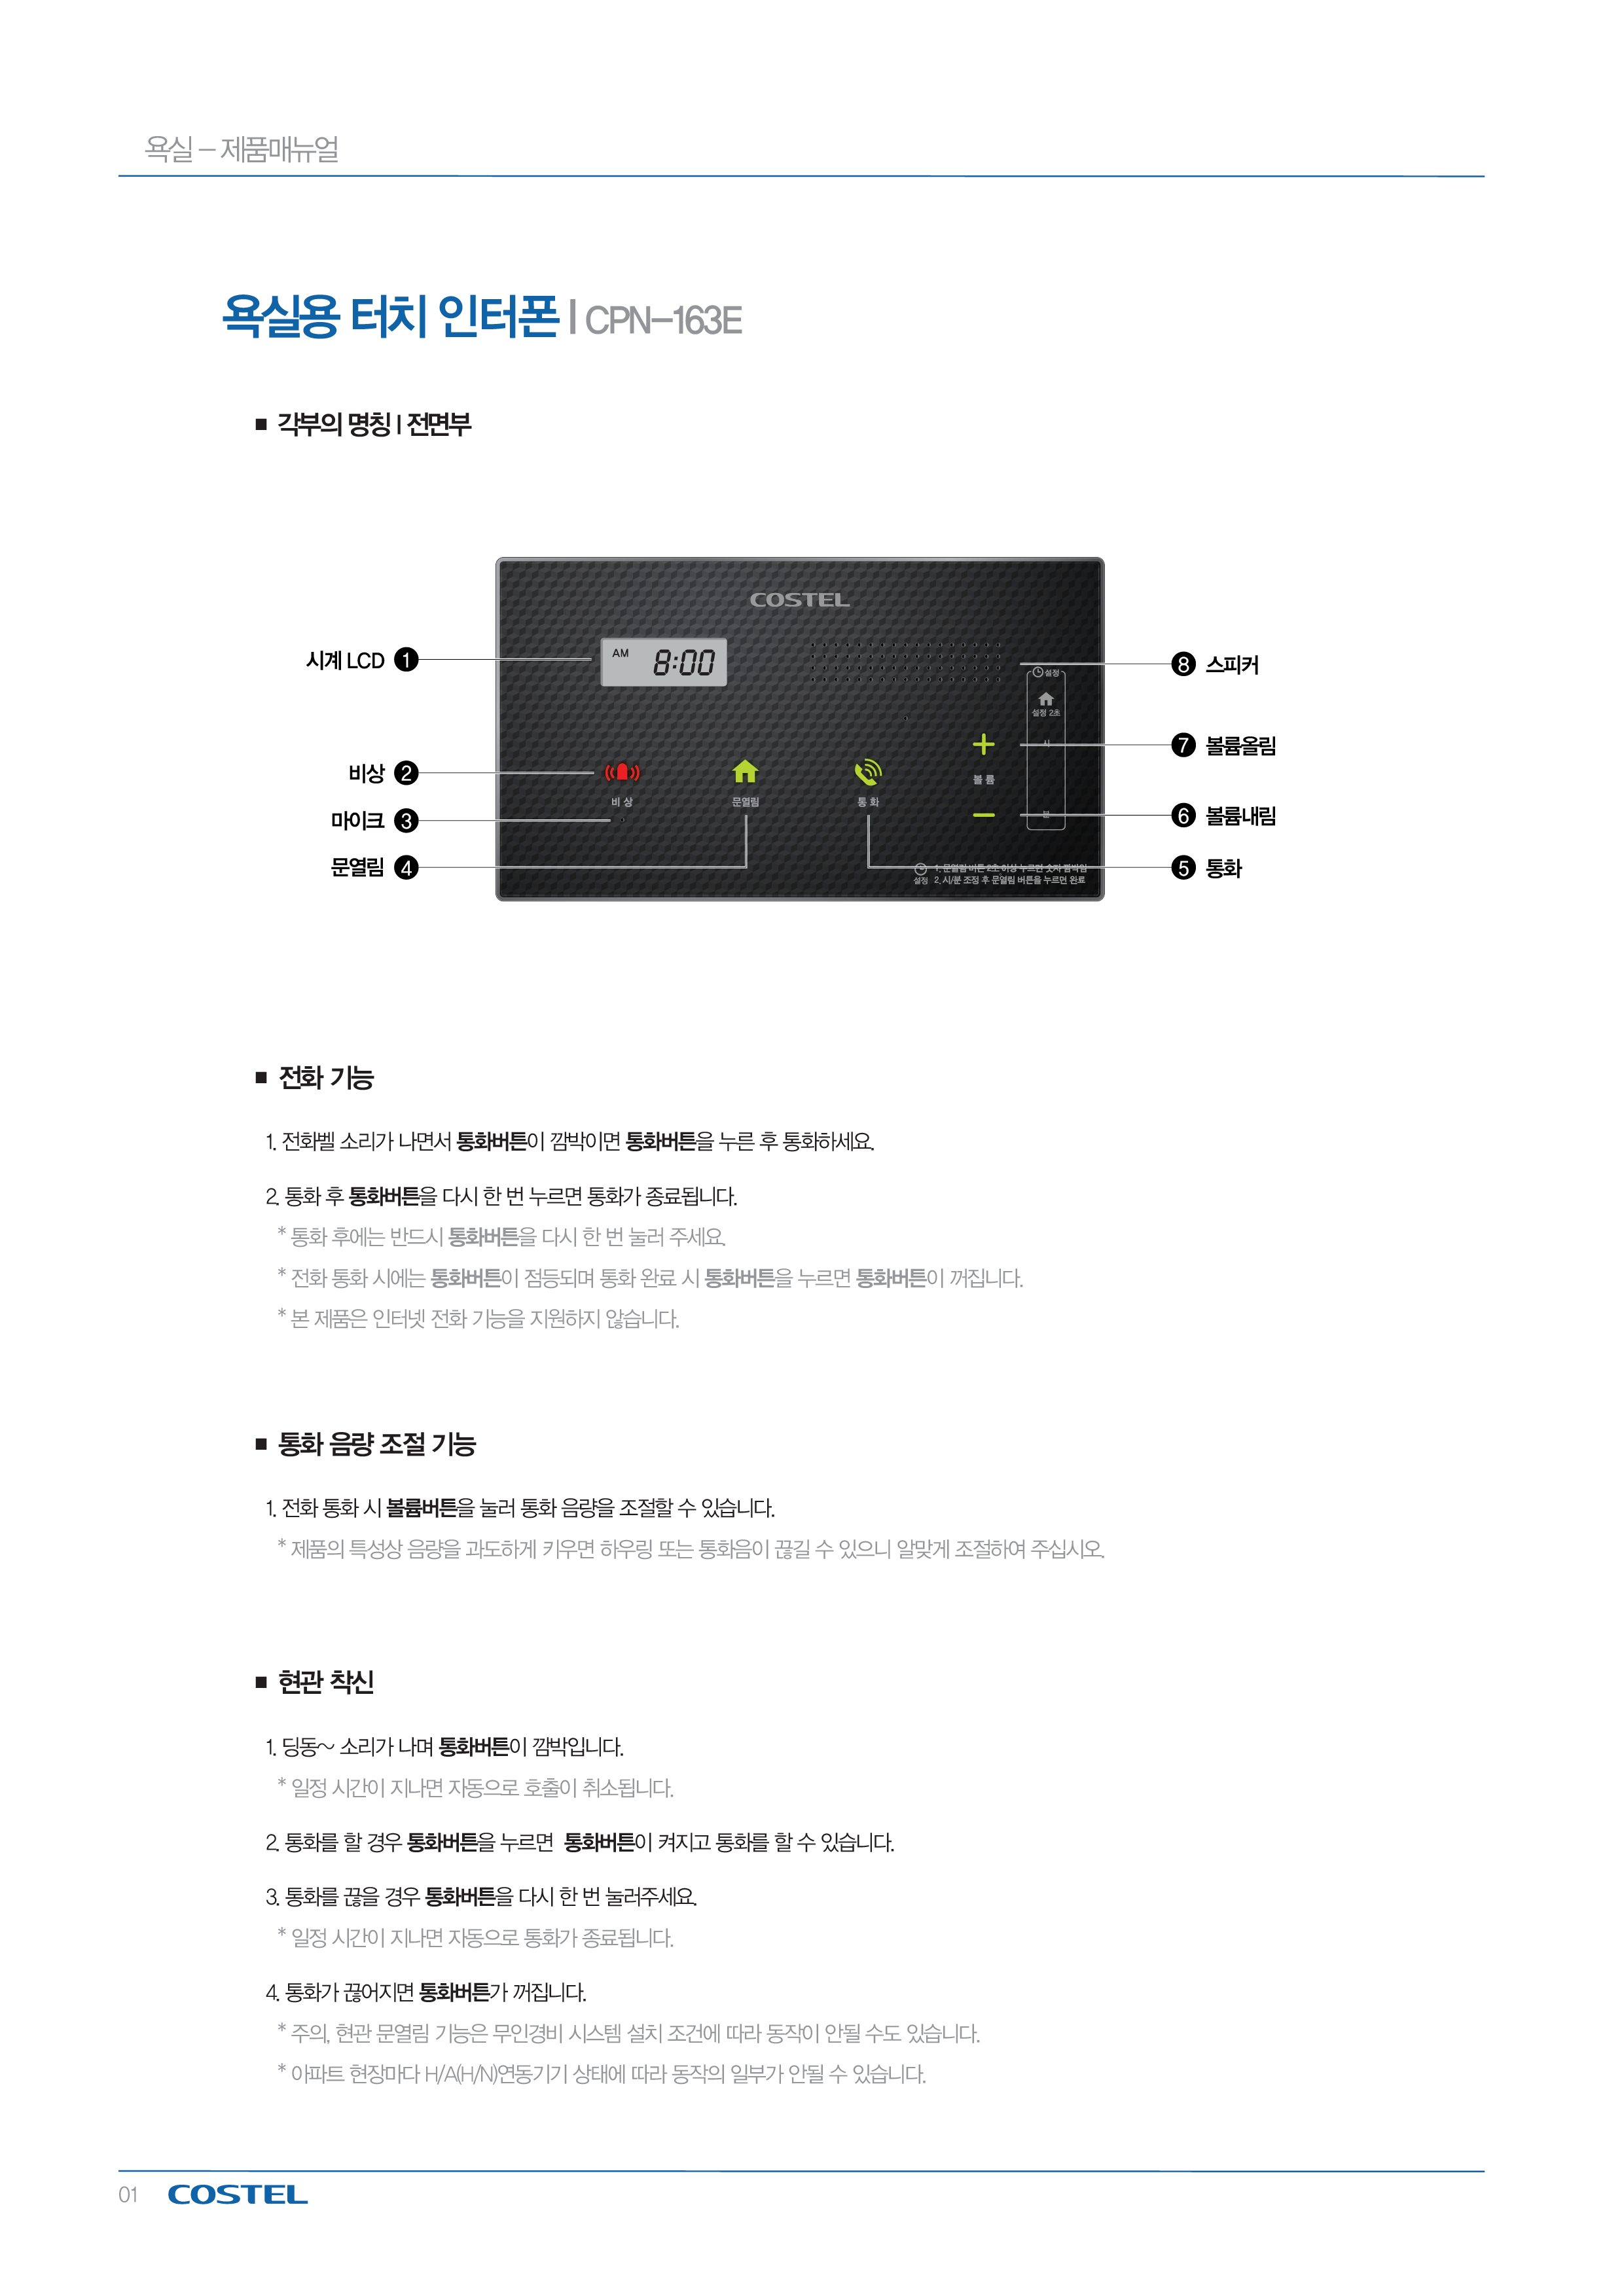 욕실 – 제품매뉴얼
욕실용 터치 인터폰 | CPN-163E
■ 각부의 명칭 | 전면부
COSTEL
시계 LCD ❶
AM 8:00
❽ 스피커
설정
설정 2초
❼ 볼륨올림
시
비상 ❷
볼 륨
비 상
문열림
통 화
마이크 ❸
❻ 볼륨내림
분
문열림 ❹
❺ 통화
설정
1. 문열림 버튼 2초 이상 누르면 숫자 깜박임
2. 시/분 조정 후 문열림 버튼을 누르면 완료
■ 전화 기능
1. 전화벨 소리가 나면서 통화버튼이 깜박이면 통화버튼을 누른 후 통화하세요.
2. 통화 후 통화버튼을 다시 한 번 누르면 통화가 종료됩니다.
* 통화 후에는 반드시 통화버튼을 다시 한 번 눌러 주세요.
* 전화 통화 시에는 통화버튼이 점등되며 통화 완료 시 통화버튼을 누르면 통화버튼이 꺼집니다.
* 본 제품은 인터넷 전화 기능을 지원하지 않습니다.
■ 통화 음량 조절 기능
1. 전화 통화 시 볼륨버튼을 눌러 통화 음량을 조절할 수 있습니다.
* 제품의 특성상 음량을 과도하게 키우면 하우링 또는 통화음이 끊길 수 있으니 알맞게 조절하여 주십시오.
■ 현관 착신
1. 딩동~ 소리가 나며 통화버튼이 깜박입니다.
* 일정 시간이 지나면 자동으로 호출이 취소됩니다.
2. 통화를 할 경우 통화버튼을 누르면 통화버튼이 켜지고 통화를 할 수 있습니다.
3. 통화를 끊을 경우 통화버튼을 다시 한 번 눌러주세요.
* 일정 시간이 지나면 자동으로 통화가 종료됩니다.
4. 통화가 끊어지면 통화버튼가 꺼집니다.
* 주의, 현관 문열림 기능은 무인경비 시스템 설치 조건에 따라 동작이 안될 수도 있습니다.
* 아파트 현장마다 H/A(H/N)연동기기 상태에 따라 동작의 일부가 안될 수 있습니다.
01 COSTEL